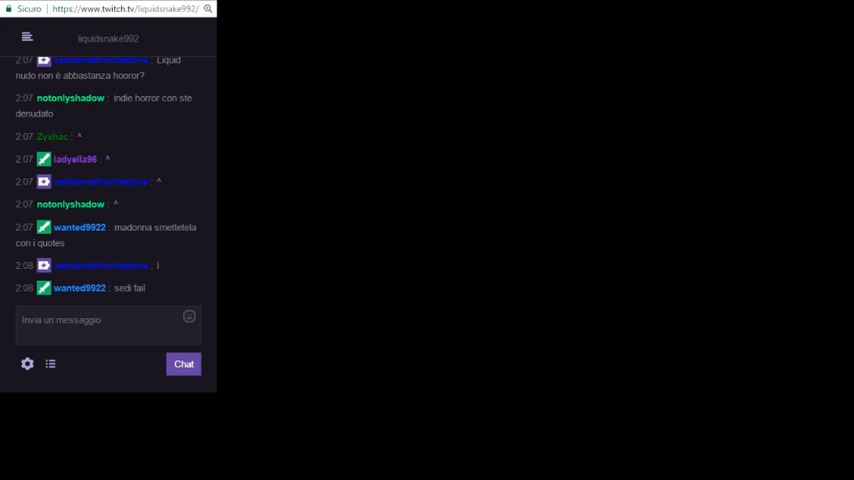 Sicuro | https://www.twitch.tv/liquidsnake992/
liquidsnake992
2:07 : Liquid
nudo non è abbastanza hooror?
2:07 notonlyshadow : indie horror con ste
denudato
2:07 Zyxhac : ^
2:07 ladyella96 : ^
2:07 : ^
2:07 notonlyshadow : ^
2:07 wanted9922 : madonna smettetela
con i quotes
2:08 : i
2:08 wanted9922 : sedi fail
Invia un messaggio
Chat